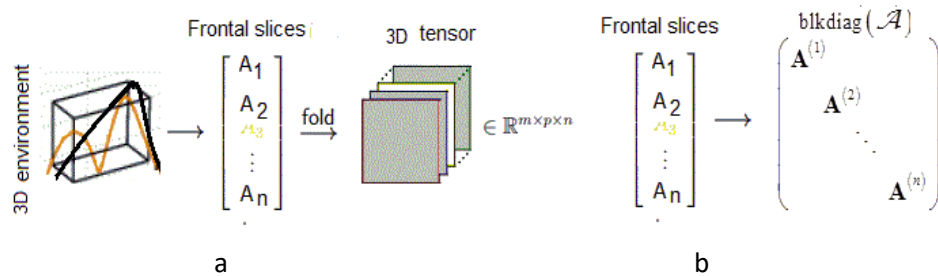 3D environment
Frontal slices
A1
A2
A3
⋮
An
fold
3D tensor
∈ ℝ^{m×p×n}
a
Frontal slices
A1
A2
A3
⋮
An
blkdiag(𝒜)
A^(1)
A^(2)
⋱
A^(n)
b